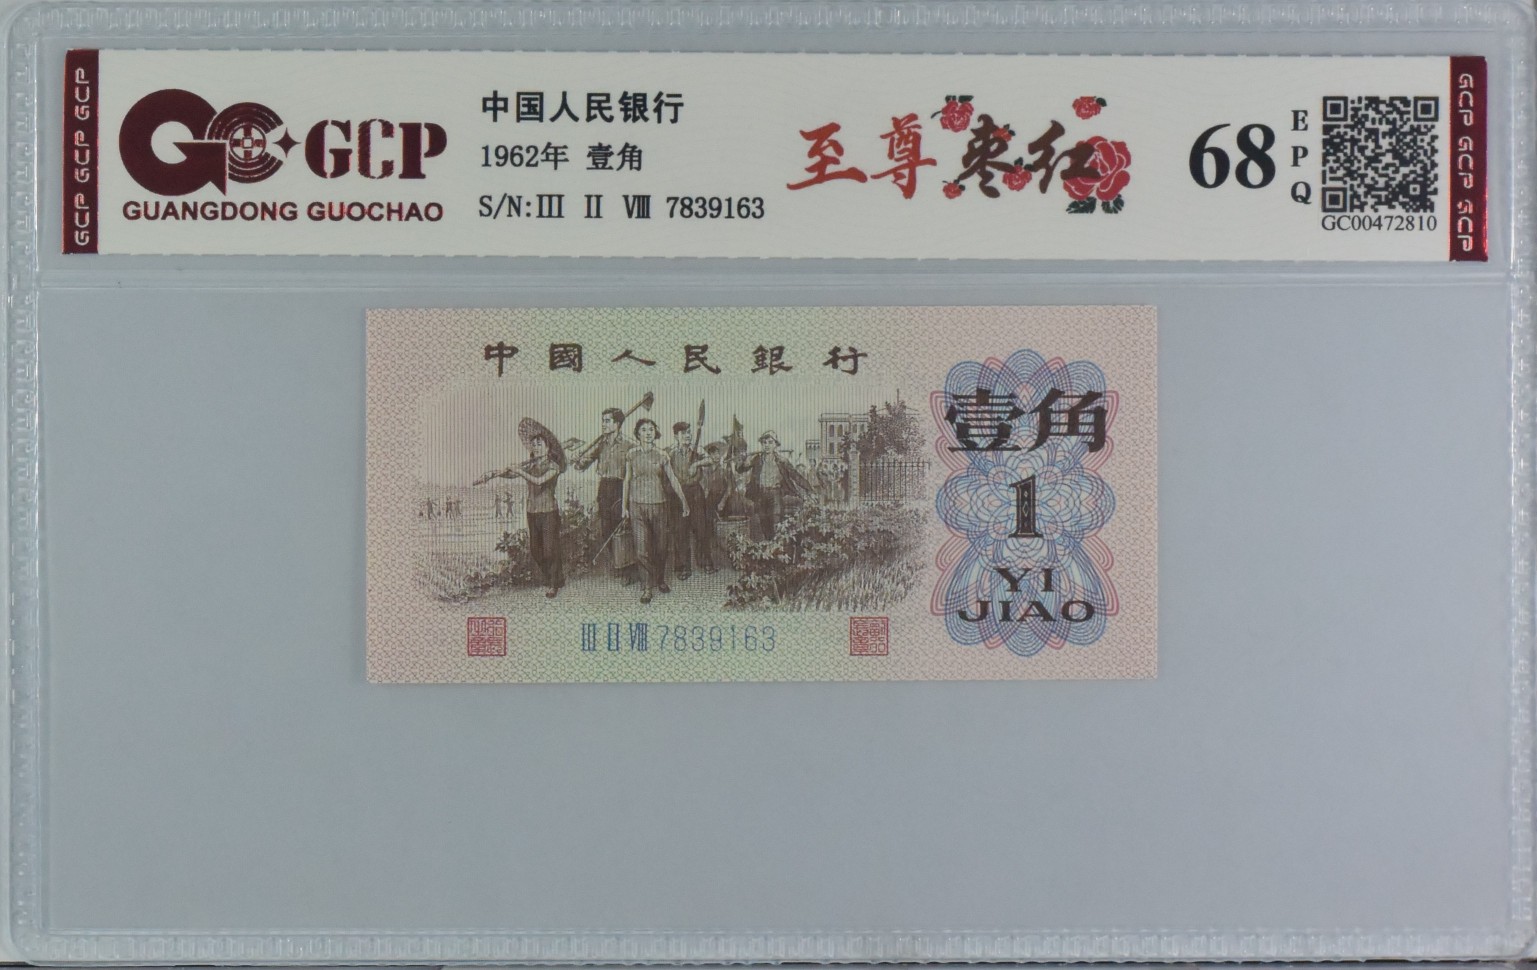 GCP GCP GCP
GCP
GUANGDONG GUOCHAO
中国人民银行
1962年 壹角
S/N:III II VIII 7839163
至尊枣红
68
EPQ
GC00472810
GCP GCP GCP
中國人民銀行
壹角
1
YI
JIAO
III II VIII 7839163